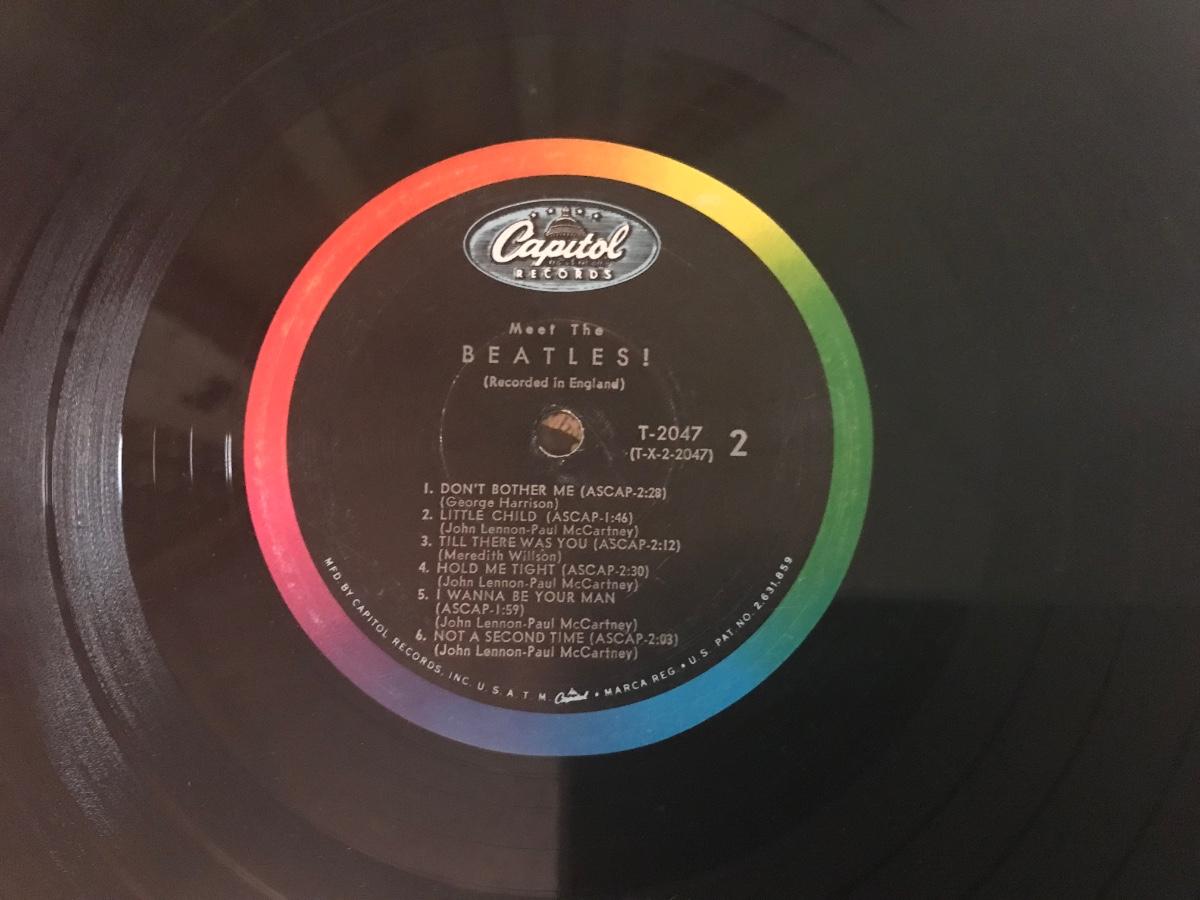 Capitol
RECORDS
Meet The
BEATLES!
(Recorded in England)
T-2047
(T-X-2-2047)
2
1. DON'T BOTHER ME (ASCAP-2:28)
(George Harrison)
2. LITTLE CHILD (ASCAP-1:46)
(John Lennon-Paul McCartney)
3. TILL THERE WAS YOU (ASCAP-2:12)
(Meredith Willson)
4. HOLD ME TIGHT (ASCAP-2:30)
(John Lennon-Paul McCartney)
5. I WANNA BE YOUR MAN
(ASCAP-1:59)
(John Lennon-Paul McCartney)
6. NOT A SECOND TIME (ASCAP-2:03)
(John Lennon-Paul McCartney)
MFD. BY CAPITOL RECORDS, INC. U.S.A. T.M. Capitol • MARCA REG. • U.S. PAT. NO. 2,631,859